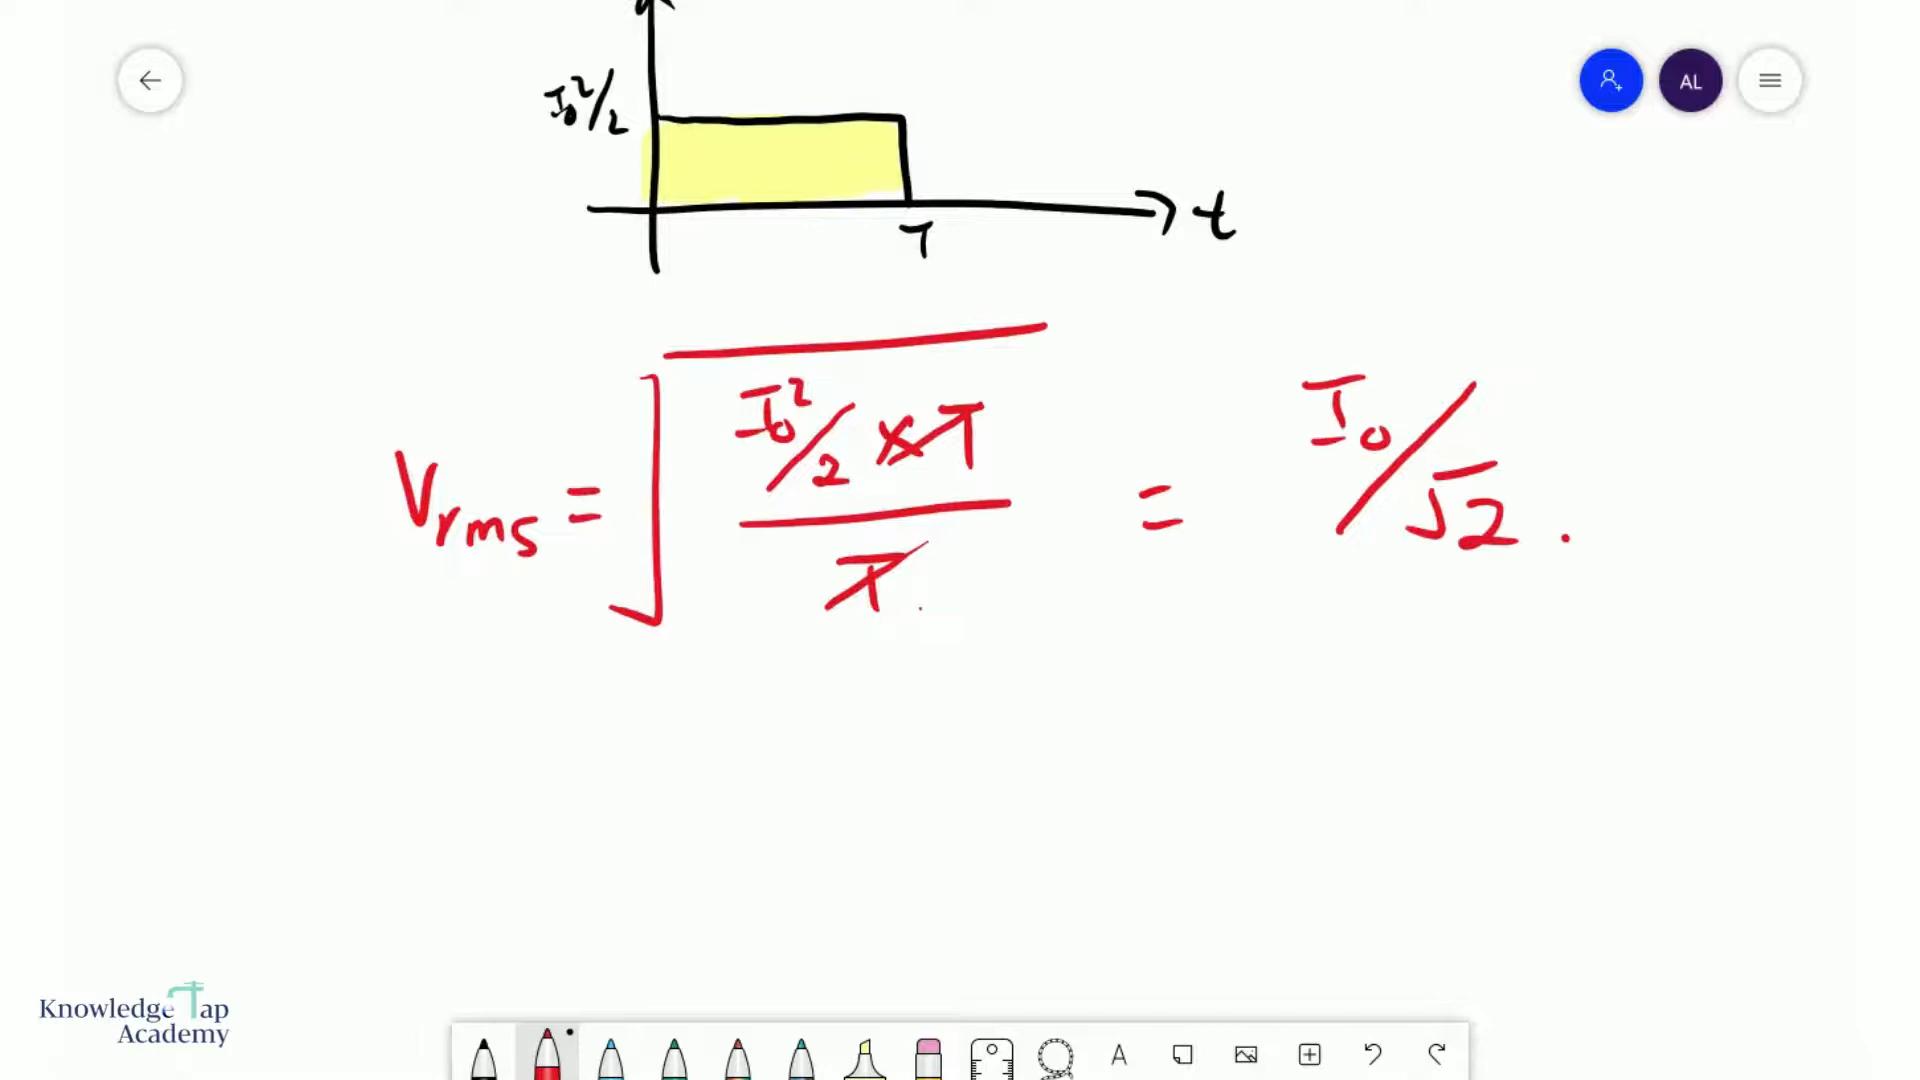 AL
I₀²/2
t
T
Vrms = √(I₀²/2 × T / T) = I₀/√2 .
Knowledge Tap
Academy
A